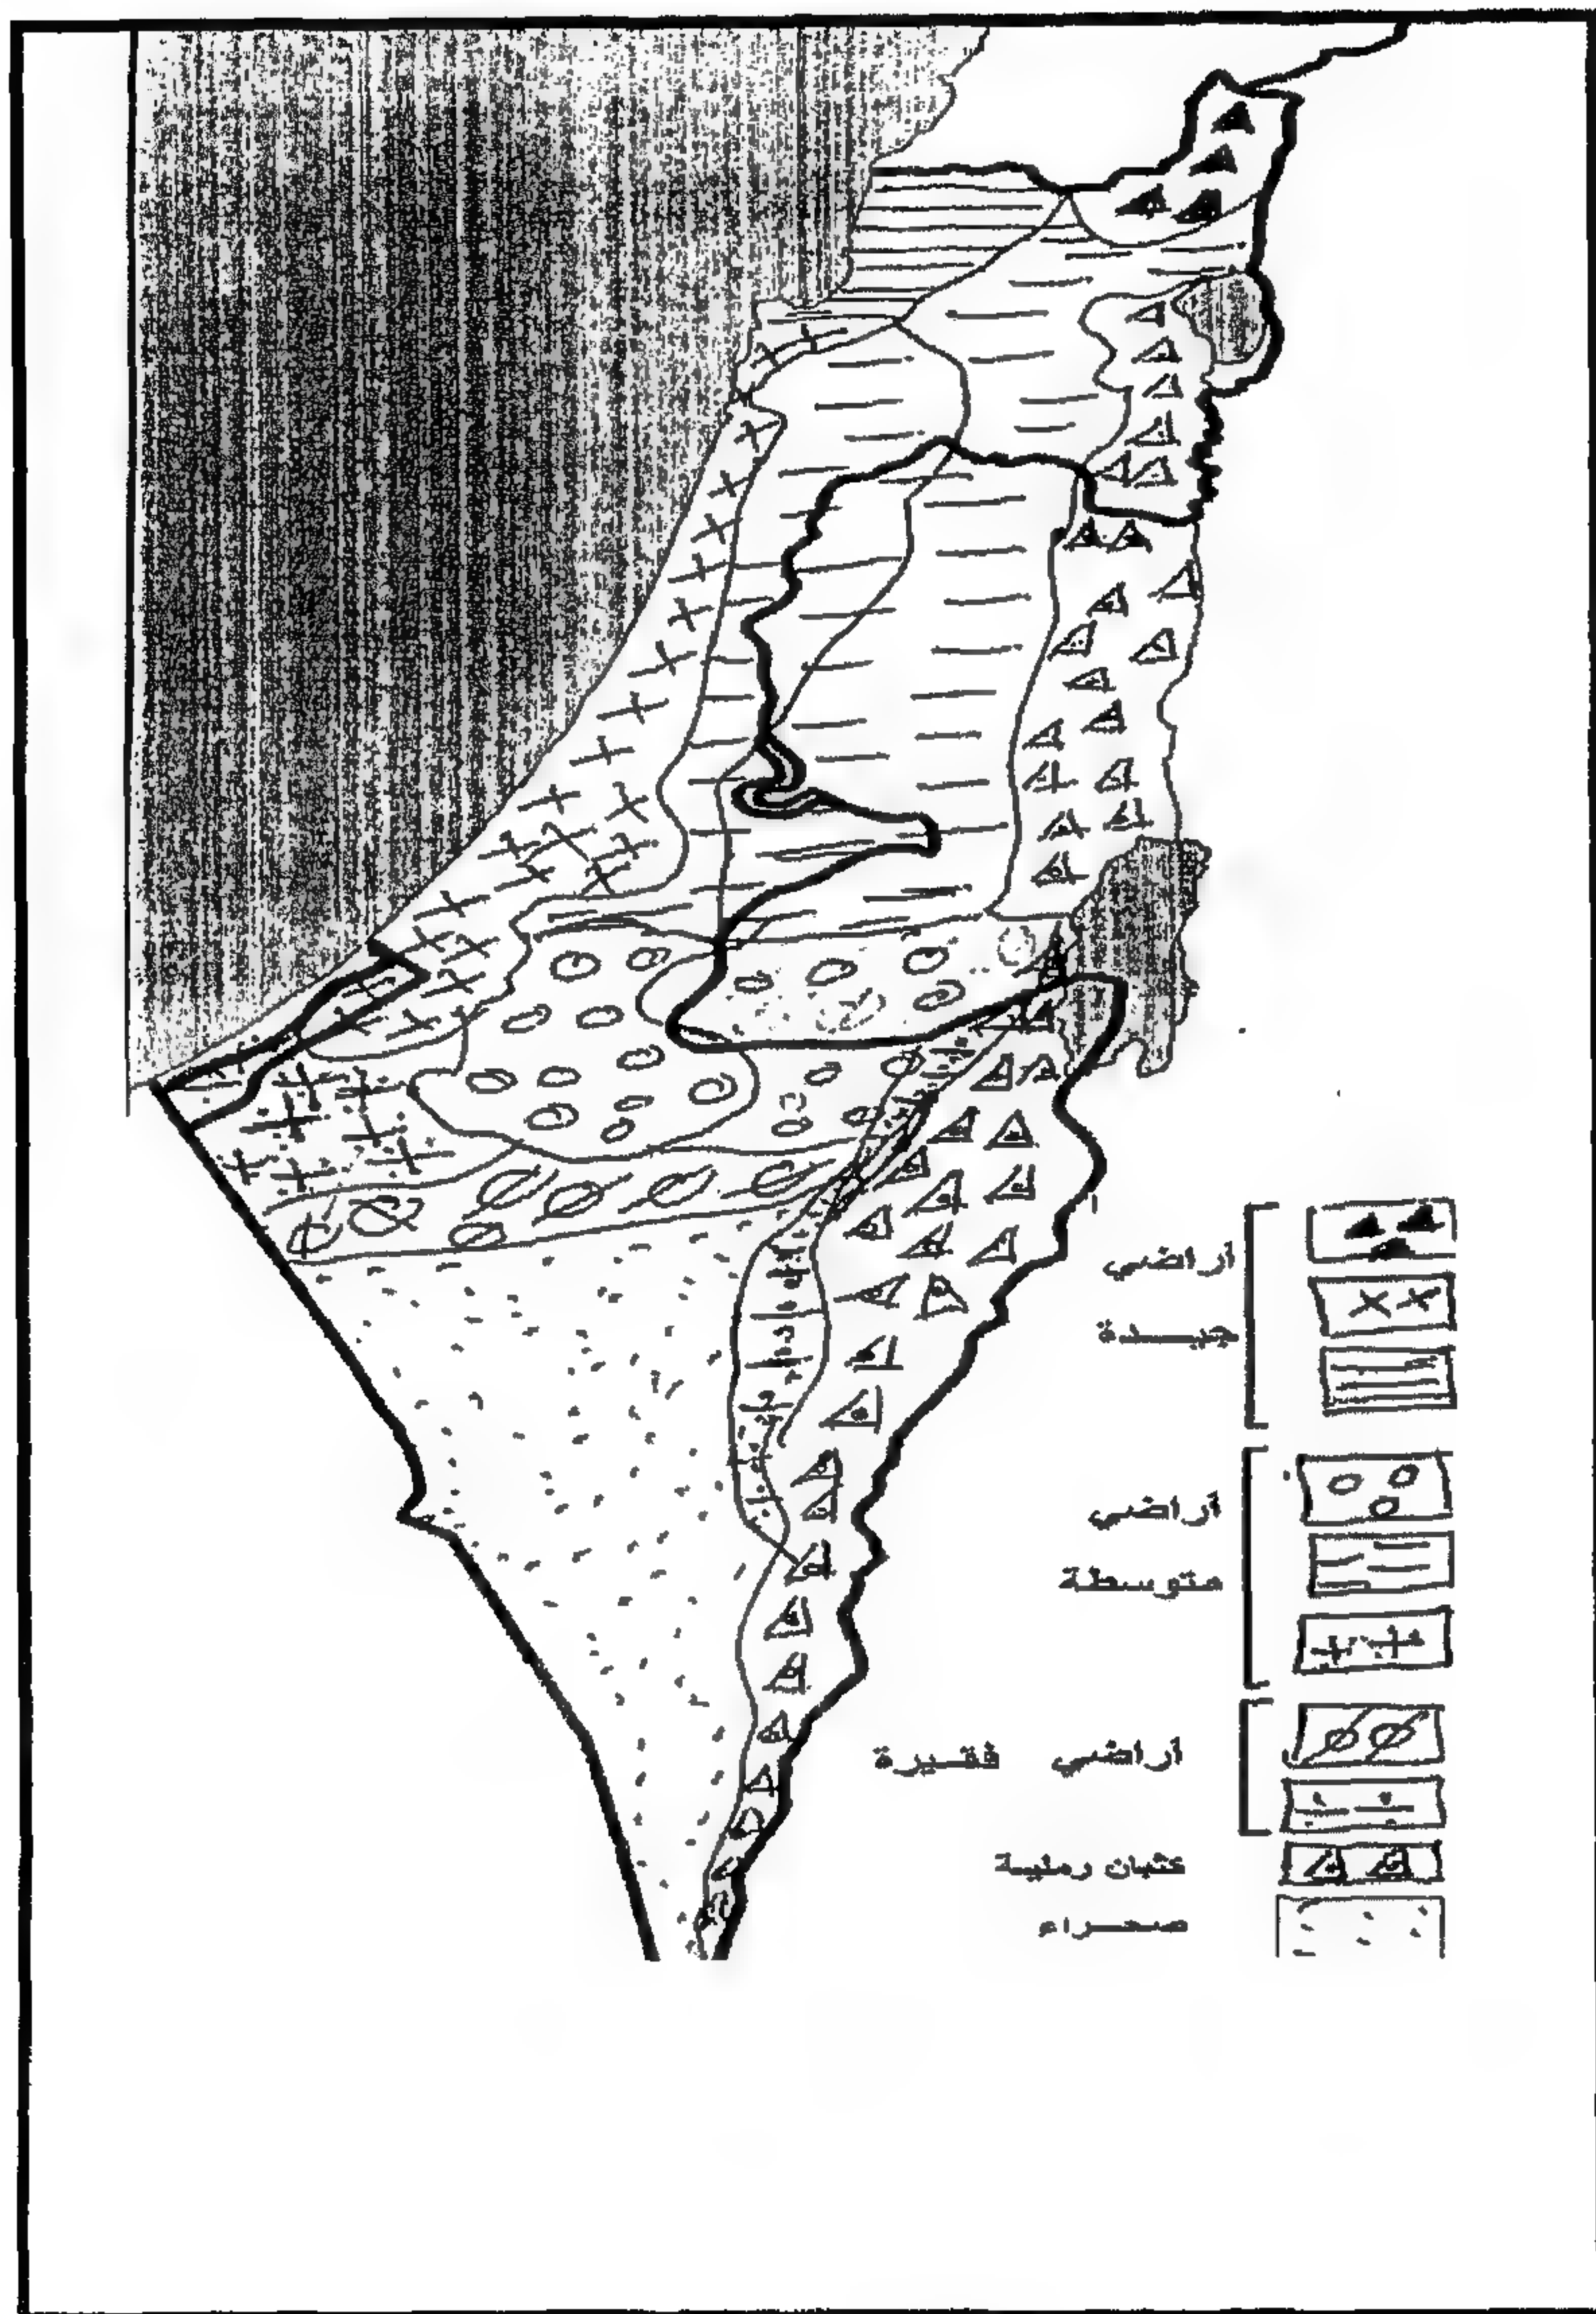 أراضي
جيدة
أراضي
متوسطة
أراضي فقيرة
كثبان رملية
صحراء